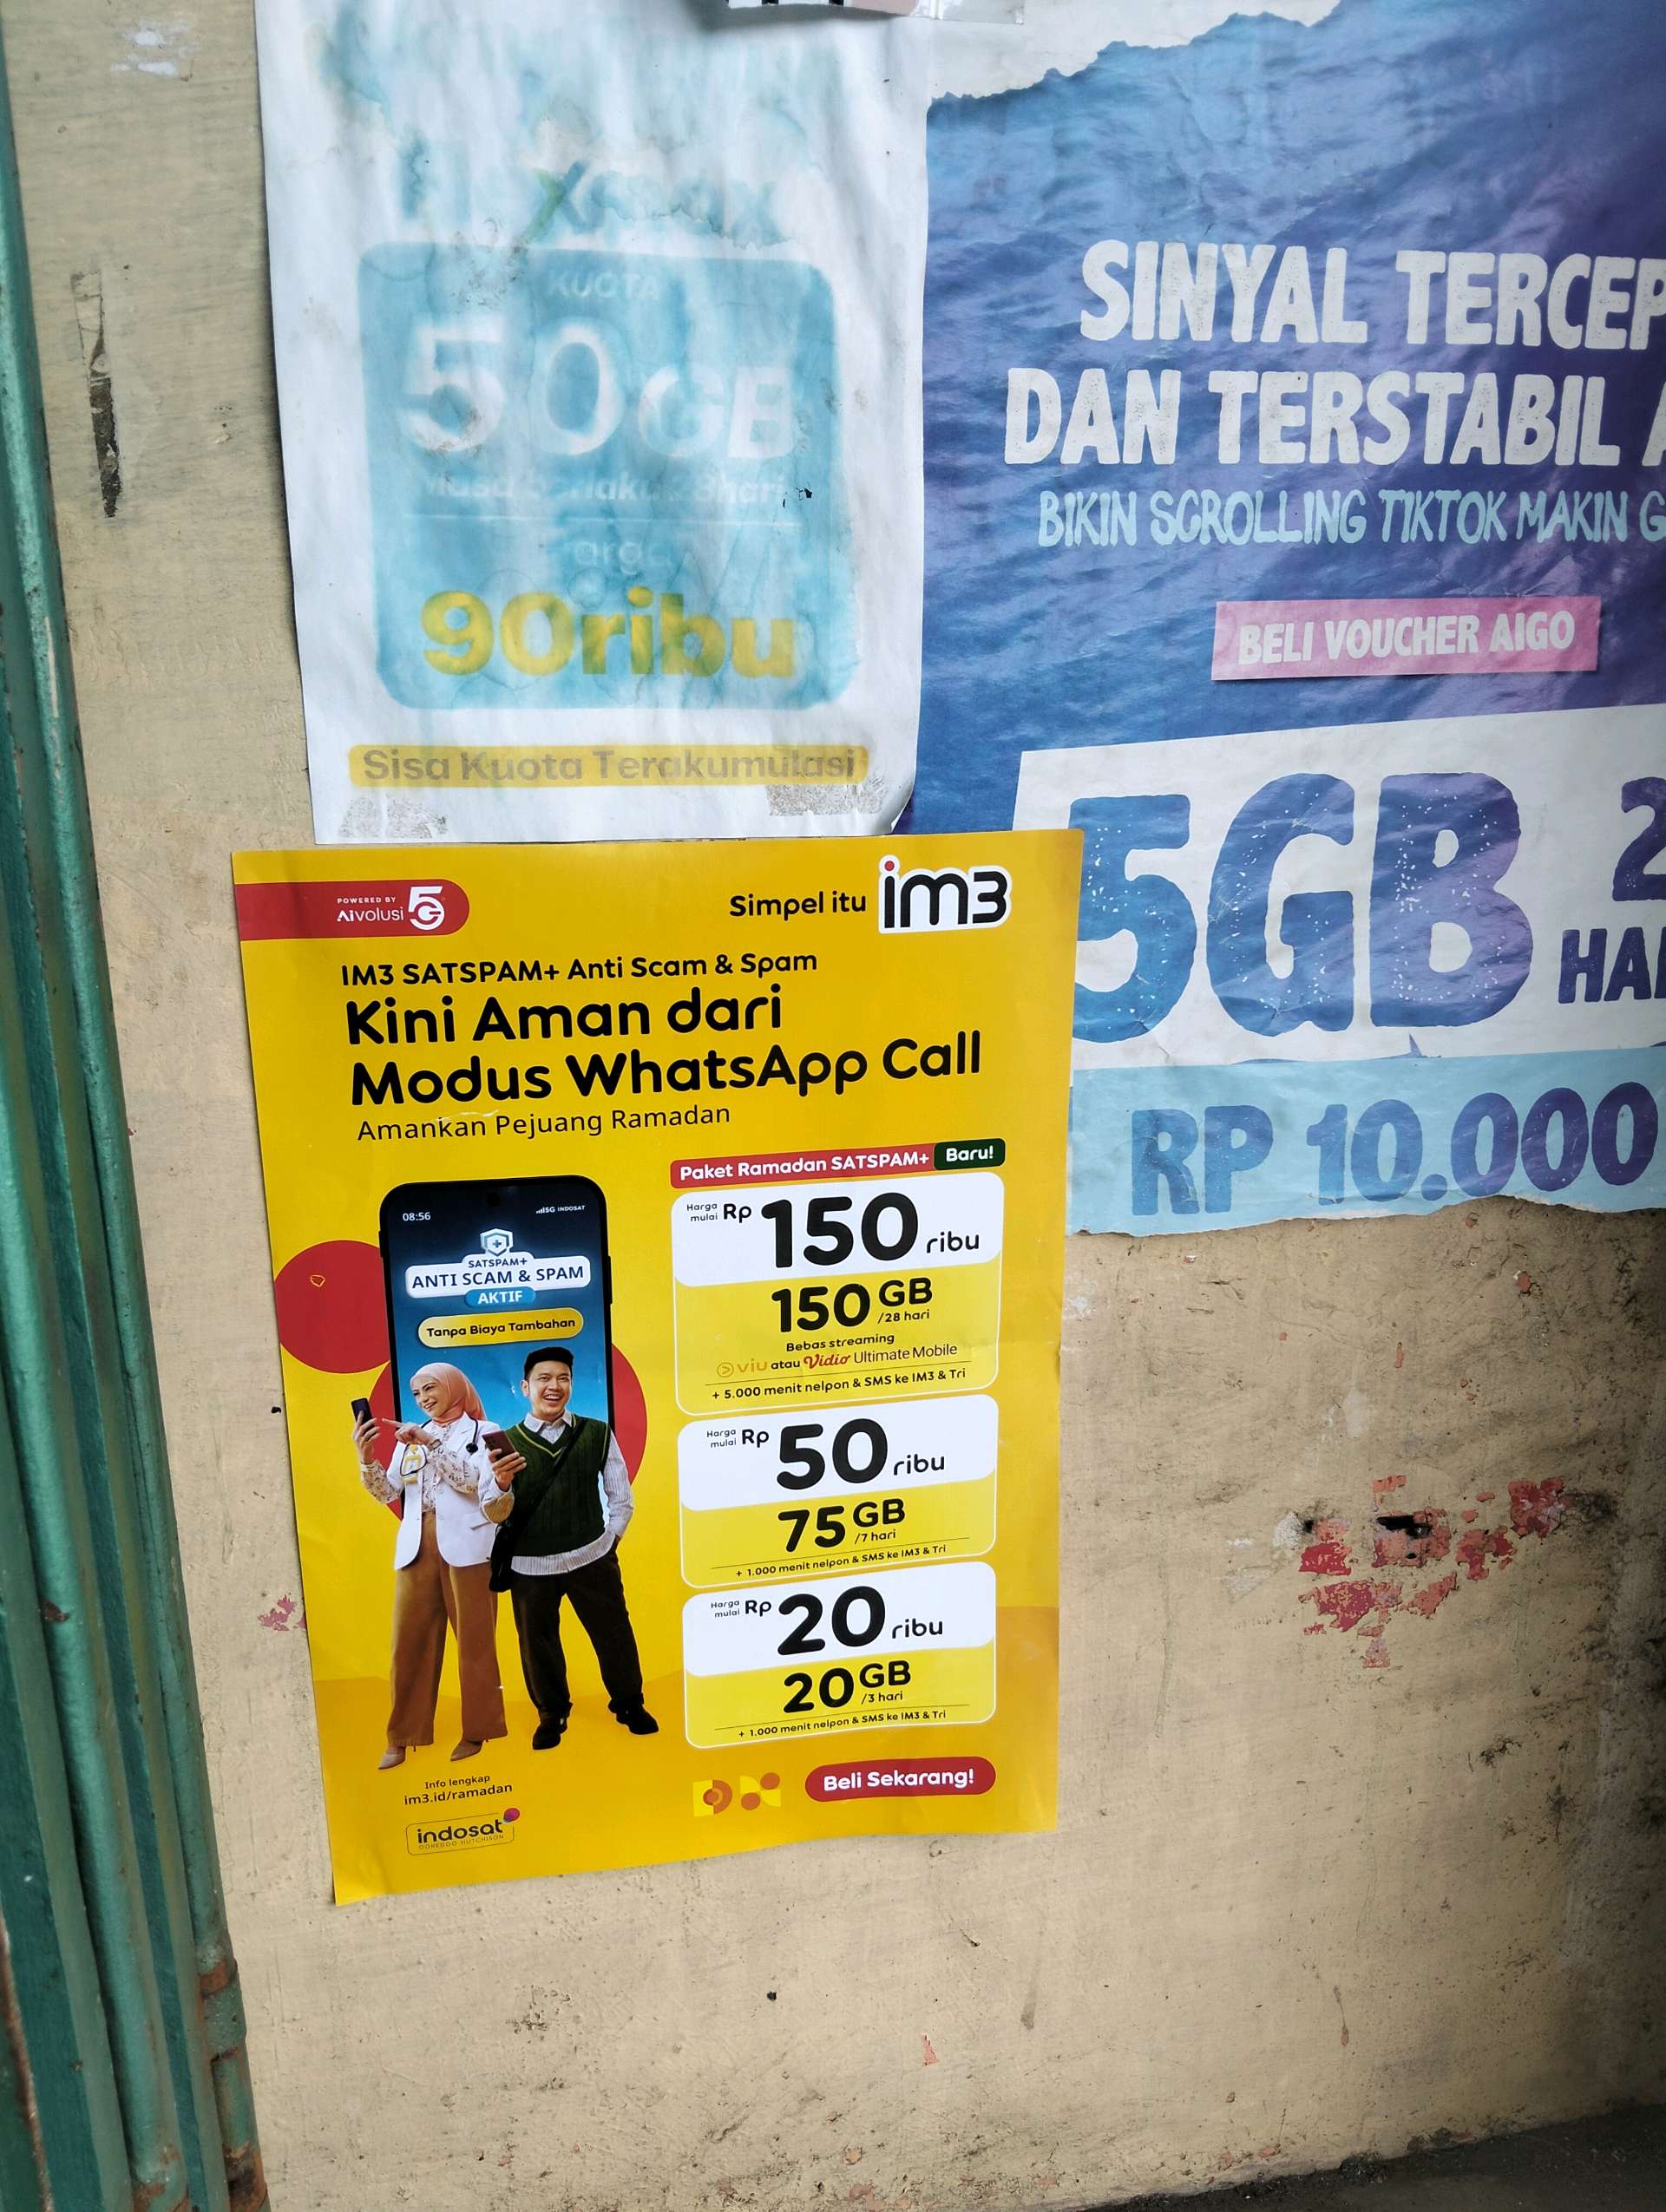 KUOTA
50GB
90ribu
Sisa Kuota Terakumulasi
SINYAL
DAN TERSTABIL
BIKIN SCROLLING TIKTOK MAKIN
BELI VOUCHER AIGO
5GB
RP 10.000
POWERED BY
AIvolusi 5G
Simpel itu im3
IM3 SATSPAM+ Anti Scam & Spam
Kini Aman dari
Modus WhatsApp Call
Amankan Pejuang Ramadan
08:56
5G INDOSAT
SATSPAM+
ANTI SCAM & SPAM
AKTIF
Tanpa Biaya Tambahan
Paket Ramadan SATSPAM+ Baru!
Harga mulai Rp 150 ribu
150 GB /28 hari
Bebas streaming
viu atau Vidio Ultimate Mobile
+ 5.000 menit nelpon & SMS ke IM3 & Tri
Harga mulai Rp 50 ribu
75 GB /7 hari
+ 1.000 menit nelpon & SMS ke IM3 & Tri
Harga mulai Rp 20 ribu
20 GB /3 hari
+ 1.000 menit nelpon & SMS ke IM3 & Tri
Info lengkap
im3.id/ramadan
indosat
OOREDOO HUTCHISON
Beli Sekarang!